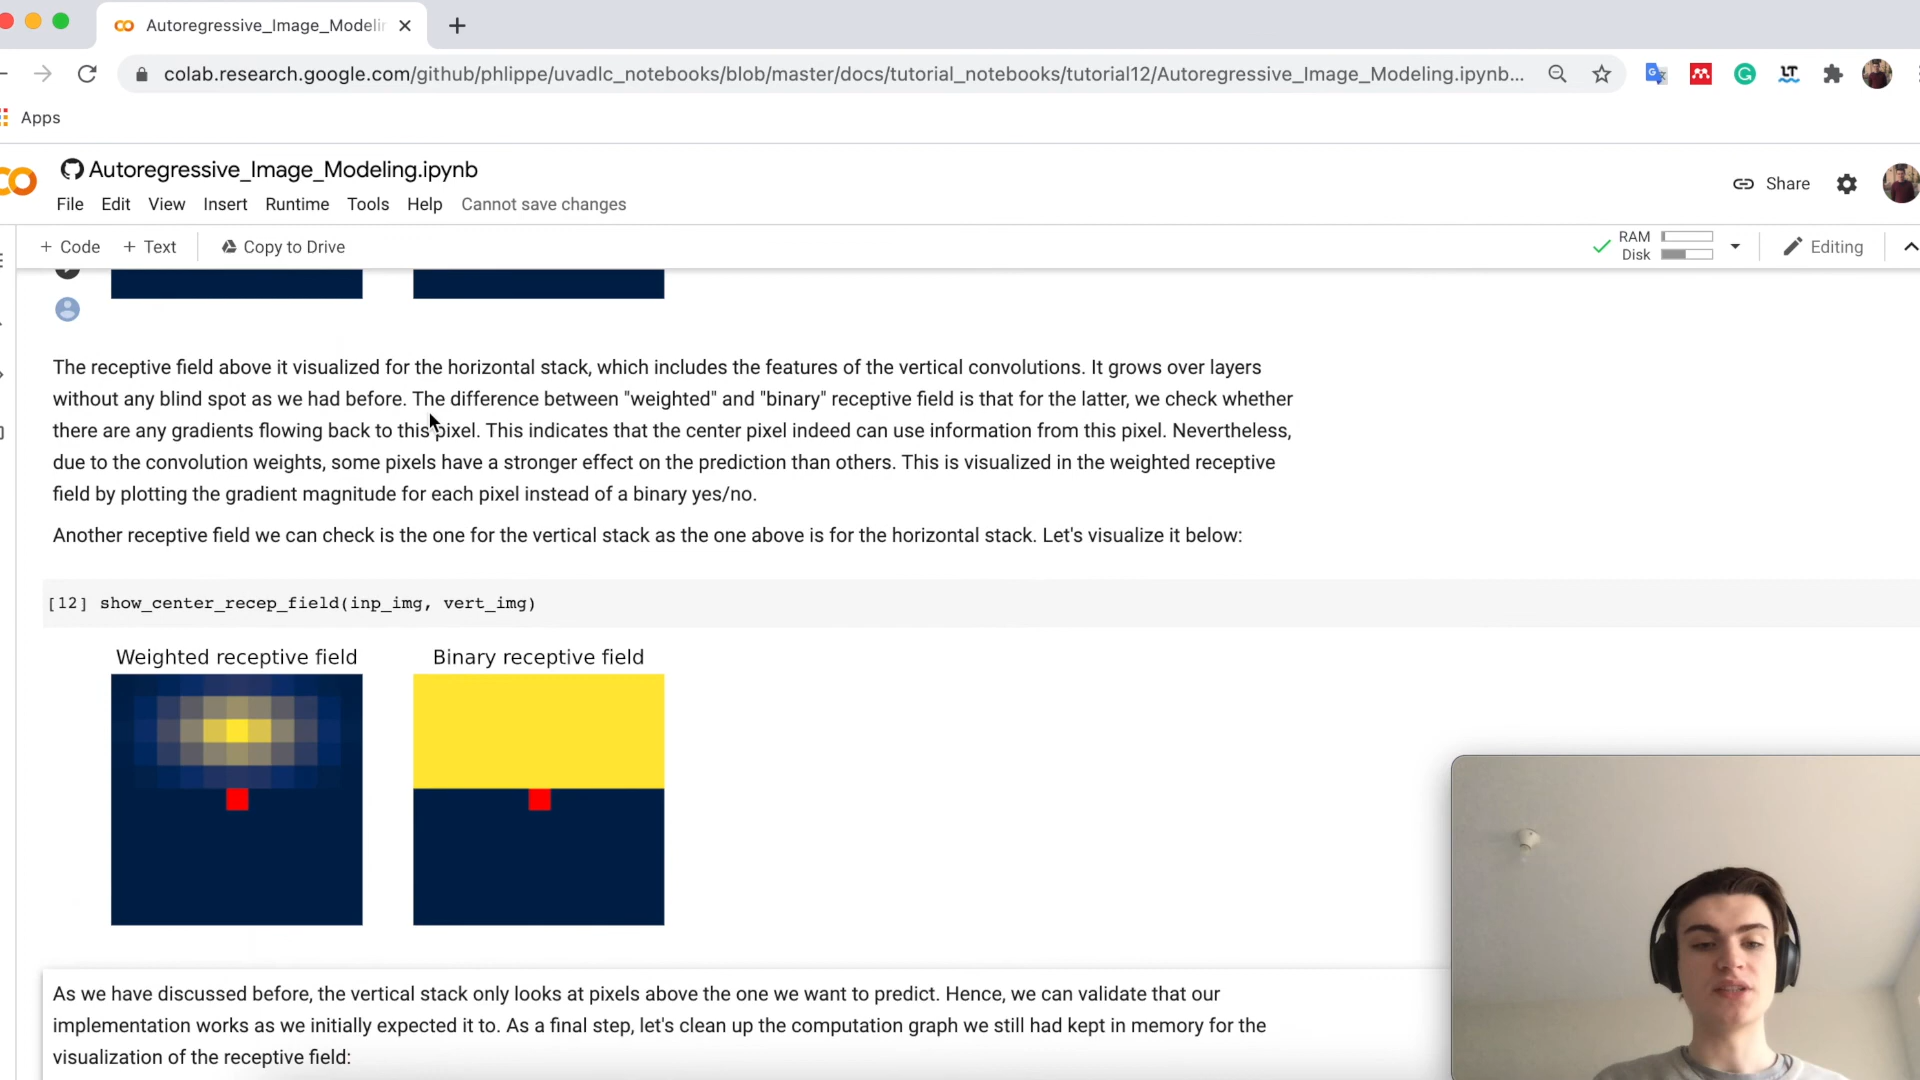 Autoregressive_Image_Modelin
colab.research.google.com/github/phlippe/uvadlc_notebooks/blob/master/docs/tutorial_notebooks/tutorial12/Autoregressive_Image_Modeling.ipynb...
Apps
Autoregressive_Image_Modeling.ipynb
Share
File Edit View Insert Runtime Tools Help Cannot save changes
+ Code + Text Copy to Drive
RAM
Disk
Editing
The receptive field above it visualized for the horizontal stack, which includes the features of the vertical convolutions. It grows over layers
without any blind spot as we had before. The difference between "weighted" and "binary" receptive field is that for the latter, we check whether
there are any gradients flowing back to this pixel. This indicates that the center pixel indeed can use information from this pixel. Nevertheless,
due to the convolution weights, some pixels have a stronger effect on the prediction than others. This is visualized in the weighted receptive
field by plotting the gradient magnitude for each pixel instead of a binary yes/no.
Another receptive field we can check is the one for the vertical stack as the one above is for the horizontal stack. Let's visualize it below:
[12] show_center_recep_field(inp_img, vert_img)
Weighted receptive field
Binary receptive field
As we have discussed before, the vertical stack only looks at pixels above the one we want to predict. Hence, we can validate that our
implementation works as we initially expected it to. As a final step, let's clean up the computation graph we still had kept in memory for the
visualization of the receptive field: